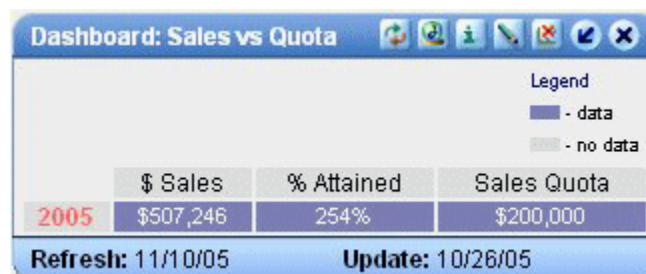 Dashboard: Sales vs Quota
Legend
- data
- no data
$ Sales % Attained Sales Quota
2005 $507,246 254% $200,000
Refresh: 11/10/05 Update: 10/26/05